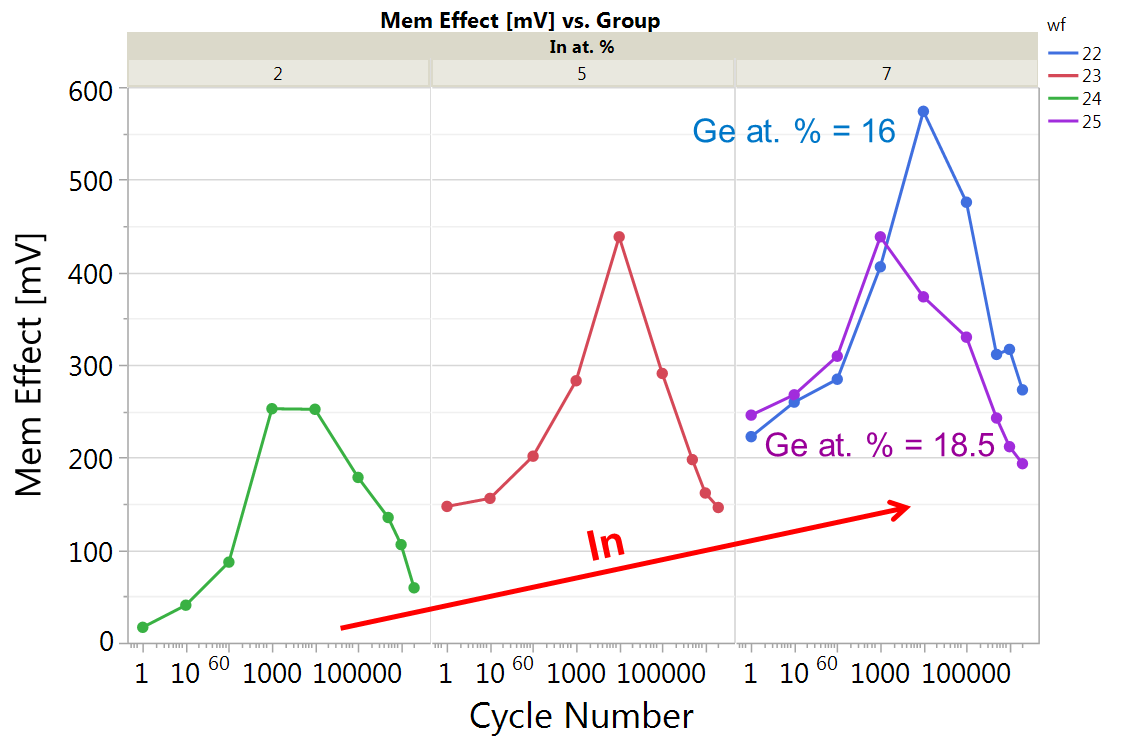 Mem Effect [mV] vs. Group
wf
In at. %
2 5 7
22
23
24
25
600
500
400
300
200
100
0
Mem Effect [mV]
Ge at. % = 16
Ge at. % = 18.5
In
1 10 60 1000 100000 1 10 60 1000 100000 1 10 60 1000 100000
Cycle Number